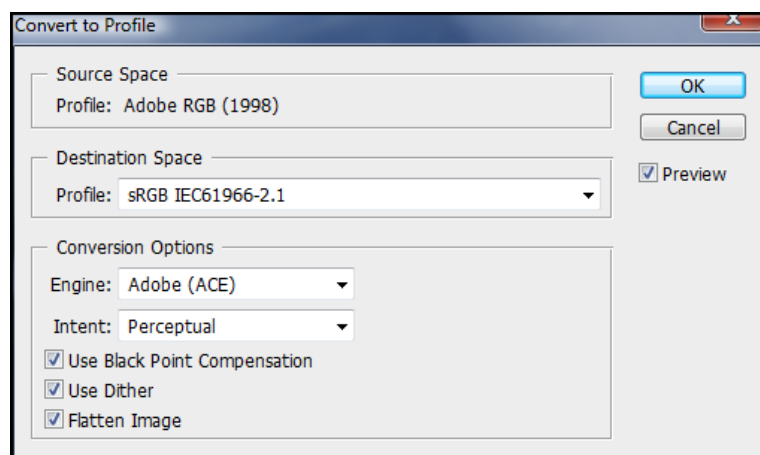 Convert to Profile
Source Space
Profile: Adobe RGB (1998)
OK
Cancel
Preview
Destination Space
Profile: sRGB IEC61966-2.1
Conversion Options
Engine: Adobe (ACE)
Intent: Perceptual
Use Black Point Compensation
Use Dither
Flatten Image